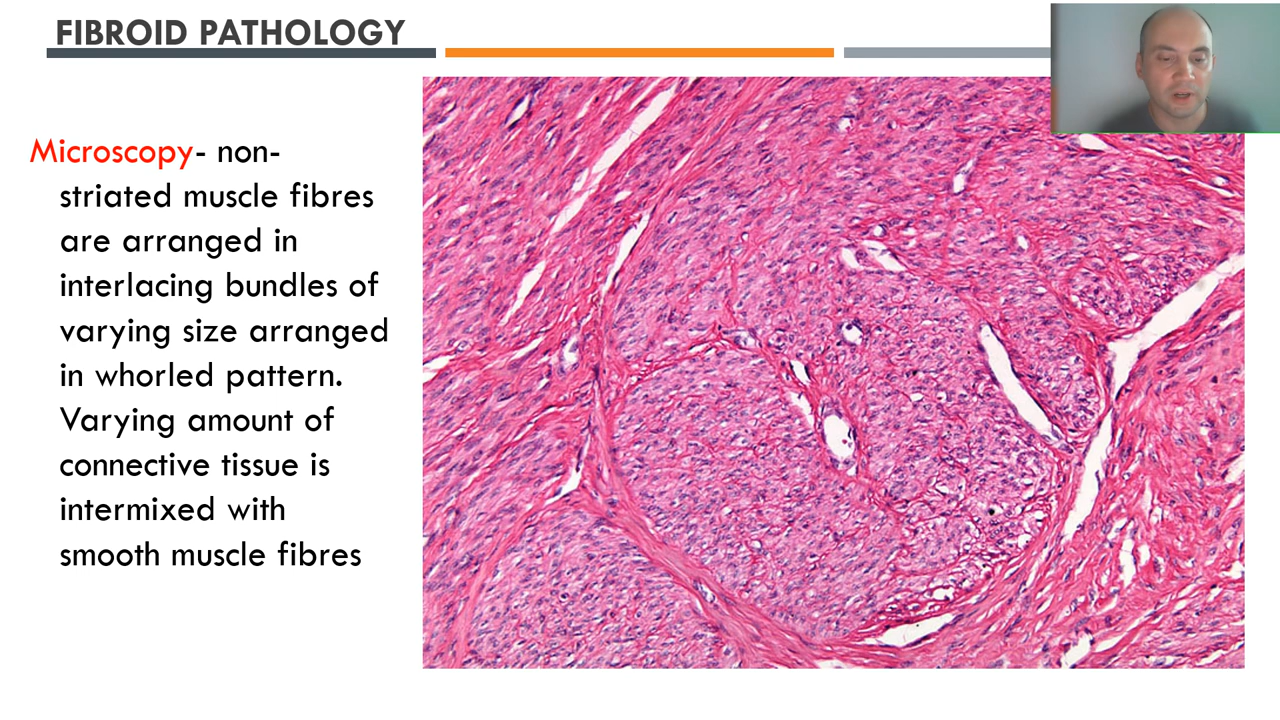 FIBROID PATHOLOGY
Microscopy- non-
striated muscle fibres
are arranged in
interlacing bundles of
varying size arranged
in whorled pattern.
Varying amount of
connective tissue is
intermixed with
smooth muscle fibres